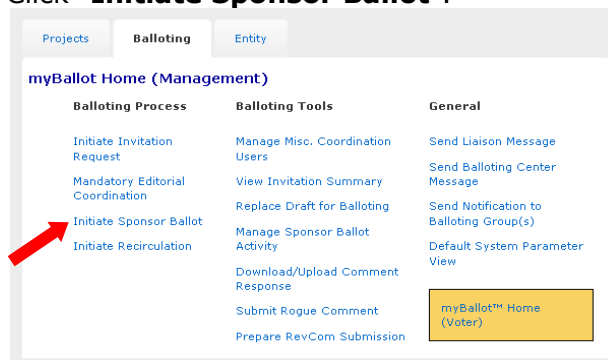 Click "Initiate Sponsor Ballot".
Projects
Balloting
Entity
myBallot Home (Management)
Balloting Process
Initiate Invitation
Request
Mandatory Editorial
Coordination
Initiate Sponsor Ballot
Initiate Recirculation
Balloting Tools
Manage Misc. Coordination
Users
View Invitation Summary
Replace Draft for Balloting
Manage Sponsor Ballot
Activity
Download/Upload Comment
Response
Submit Rogue Comment
Prepare RevCom Submission
General
Send Liaison Message
Send Balloting Center
Message
Send Notification to
Balloting Group(s)
Default System Parameter
View
myBallot™ Home
(Voter)